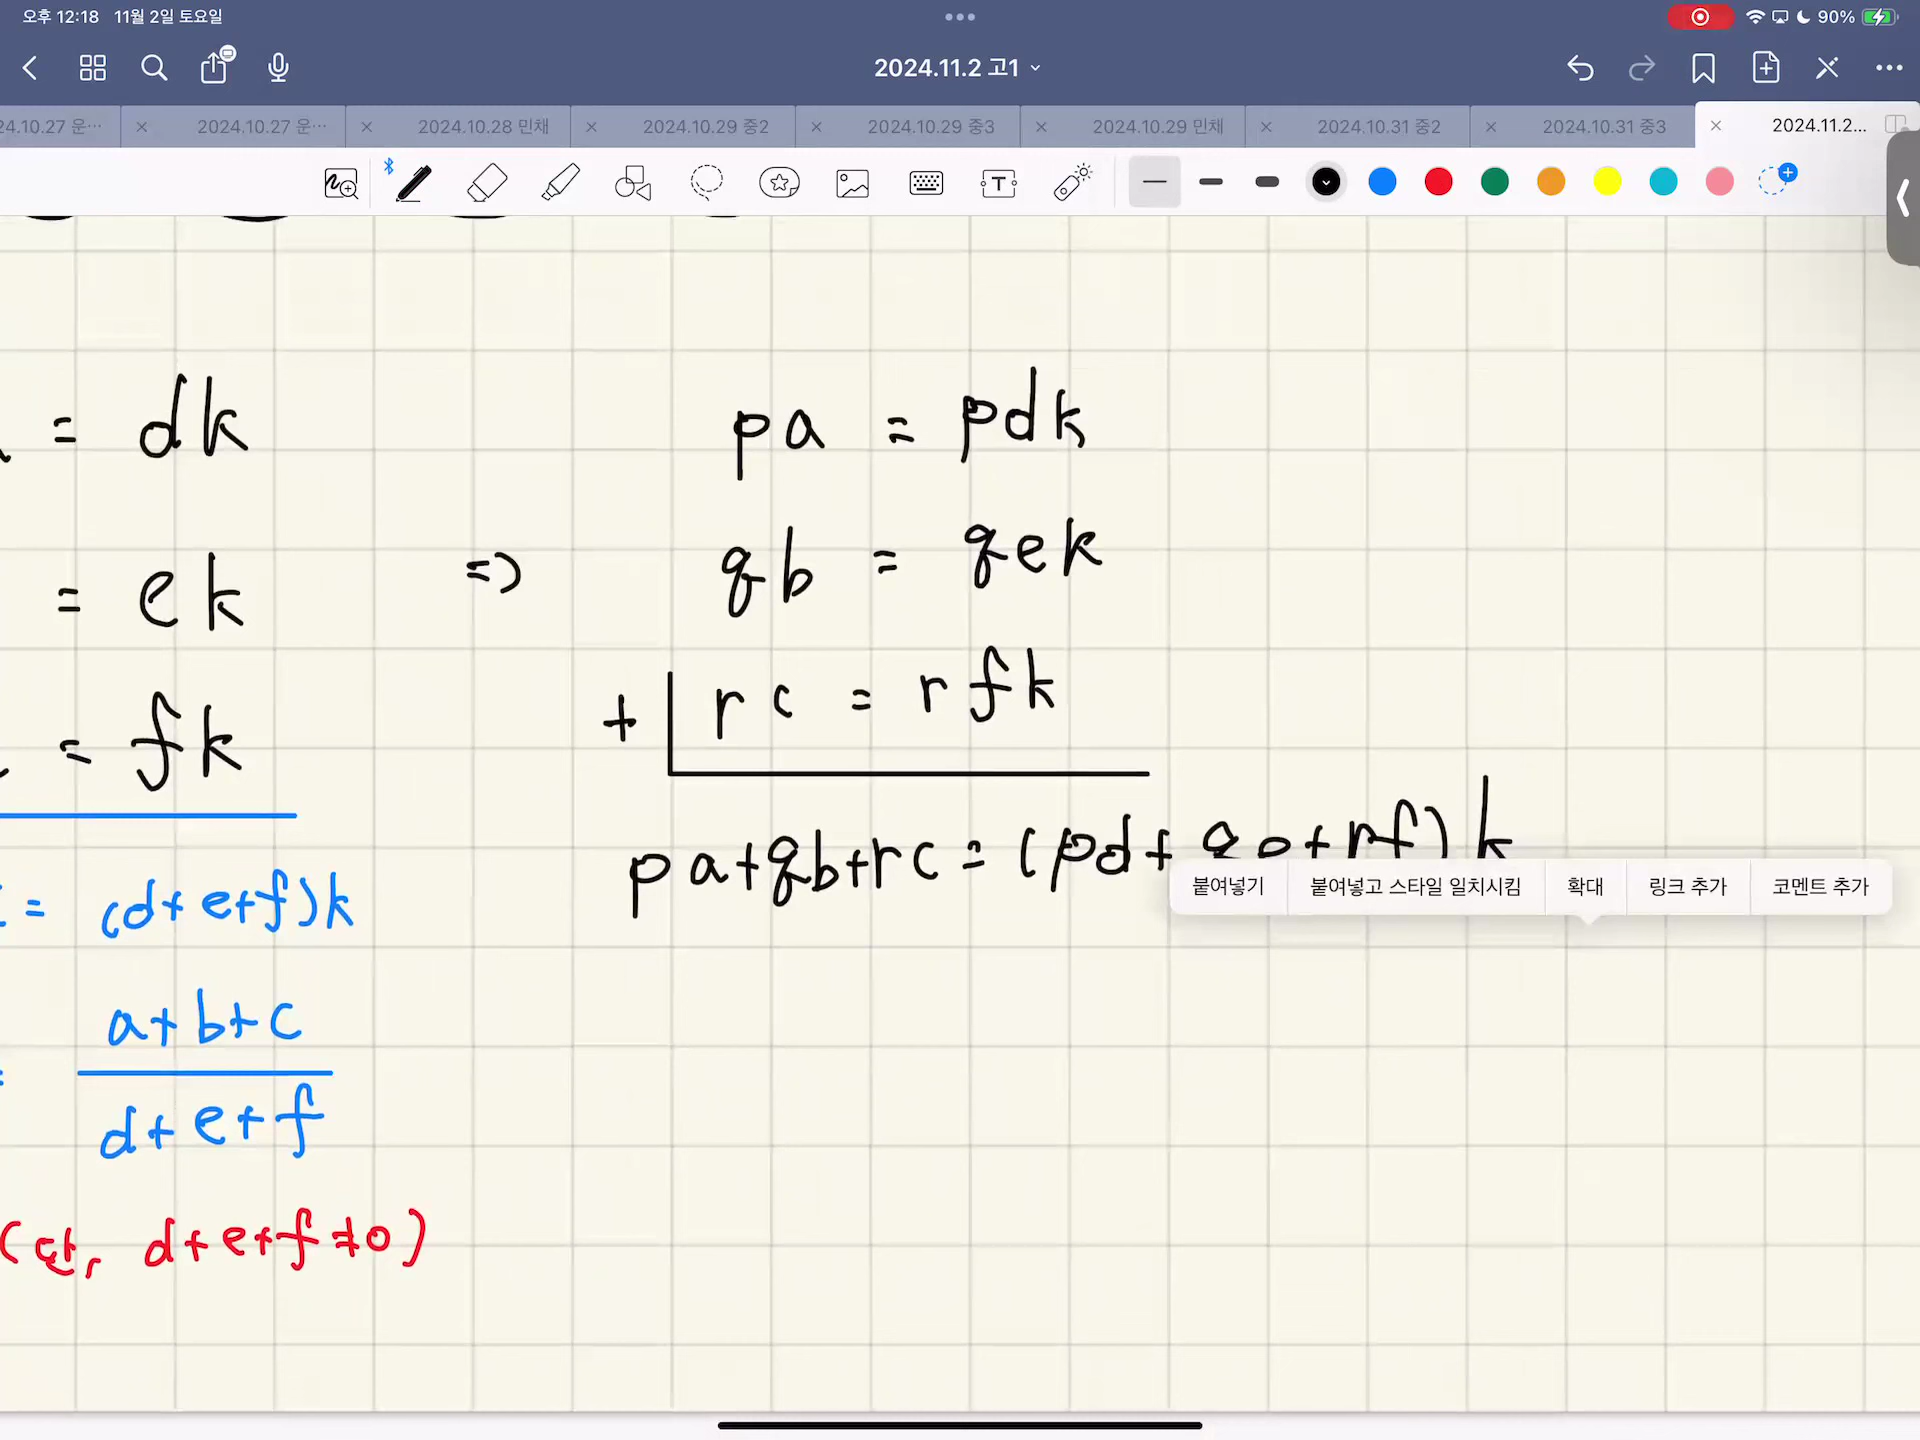 오후 12:18 11월 2일 토요일
90%
2024.11.2 고1
24.10.27 운…
2024.10.27 운…
2024.10.28 민채
2024.10.29 중2
2024.10.29 중3
2024.10.29 민채
2024.10.31 중2
2024.10.31 중3
2024.11.2...
= dk
= ek
= fk
= (d+e+f)k
a+b+c
d+e+f
(단, d+e+f≠0)
=>
pa = pdk
qb = qek
+ rc = rfk
pa+qb+rc = (pd+qe+rf)k
붙여넣기 붙여넣고 스타일 일치시킴 확대 링크 추가 코멘트 추가